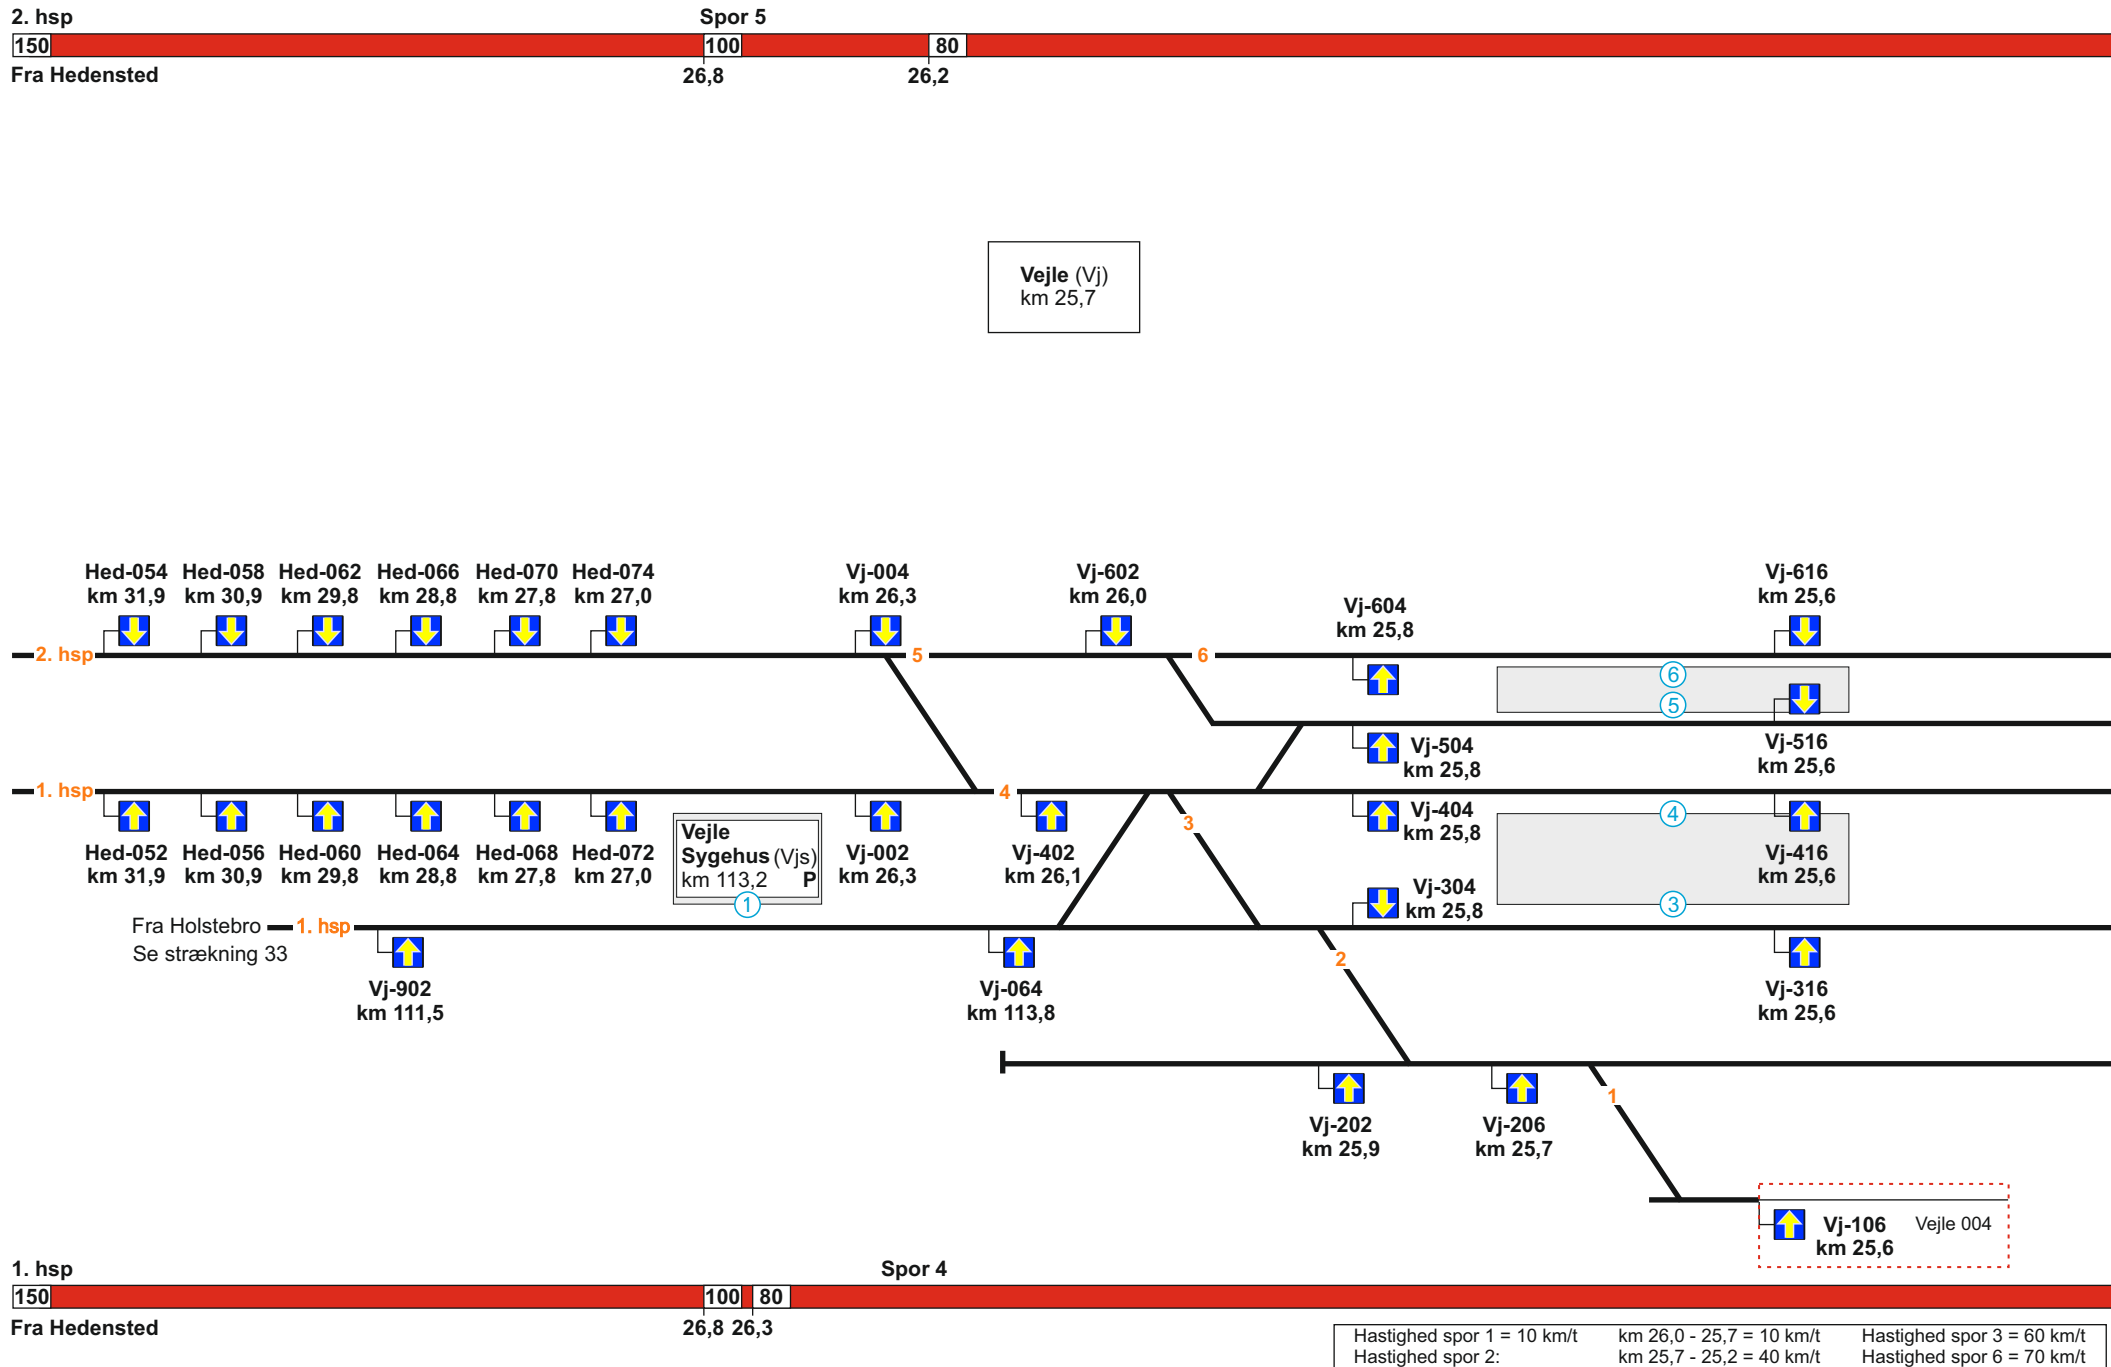 2. hsp
Spor 5
150
100
80
Fra Hedensted
26,8
26,2
Vejle (Vj)
km 25,7
Hed-054 Hed-058 Hed-062 Hed-066 Hed-070 Hed-074
km 31,9 km 30,9 km 29,8 km 28,8 km 27,8 km 27,0
Vj-004
km 26,3
Vj-602
km 26,0
Vj-604
km 25,8
Vj-616
km 25,6
2. hsp
5
6
6
5
Vj-504
km 25,8
Vj-516
km 25,6
1. hsp
4
3
Vj-404
km 25,8
4
Hed-052 Hed-056 Hed-060 Hed-064 Hed-068 Hed-072
km 31,9 km 30,9 km 29,8 km 28,8 km 27,8 km 27,0
Vejle
Sygehus (Vjs)
km 113,2 P
1
Vj-002
km 26,3
Vj-402
km 26,1
Vj-416
km 25,6
Vj-304
km 25,8
3
Fra Holstebro
1. hsp
Se strækning 33
2
Vj-902
km 111,5
Vj-064
km 113,8
Vj-316
km 25,6
1
Vj-202
km 25,9
Vj-206
km 25,7
Vj-106
km 25,6
Vejle 004
1. hsp
Spor 4
150
100
80
Fra Hedensted
26,8 26,3
Hastighed spor 1 = 10 km/t km 26,0 - 25,7 = 10 km/t Hastighed spor 3 = 60 km/t
Hastighed spor 2: km 25,7 - 25,2 = 40 km/t Hastighed spor 6 = 70 km/t